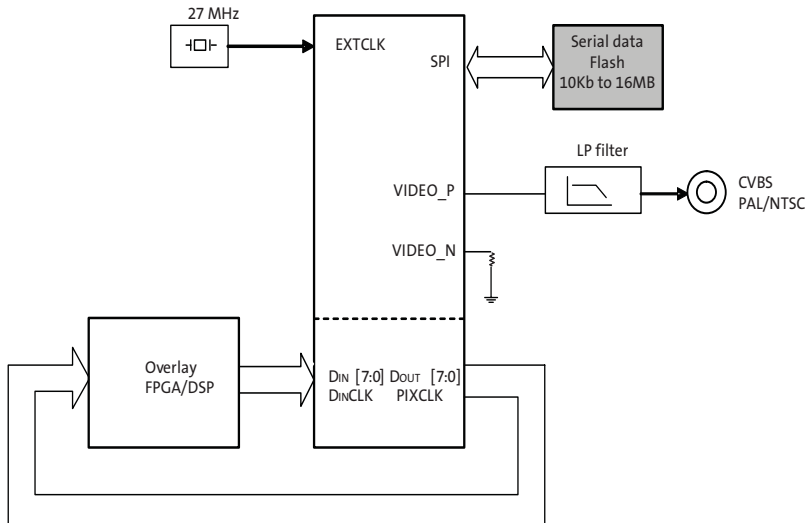 27 MHz
EXTCLK
SPI
Serial data
Flash
10Kb to 16MB
LP filter
VIDEO_P
CVBS
PAL/NTSC
VIDEO_N
Overlay
FPGA/DSP
DIN [7:0] DOUT [7:0]
DINCLK PIXCLK